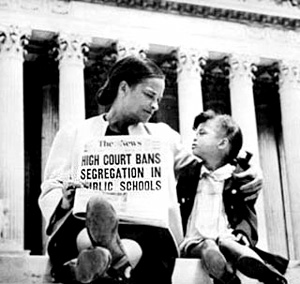 The News
HIGH COURT BANS
SEGREGATION IN
PUBLIC SCHOOLS